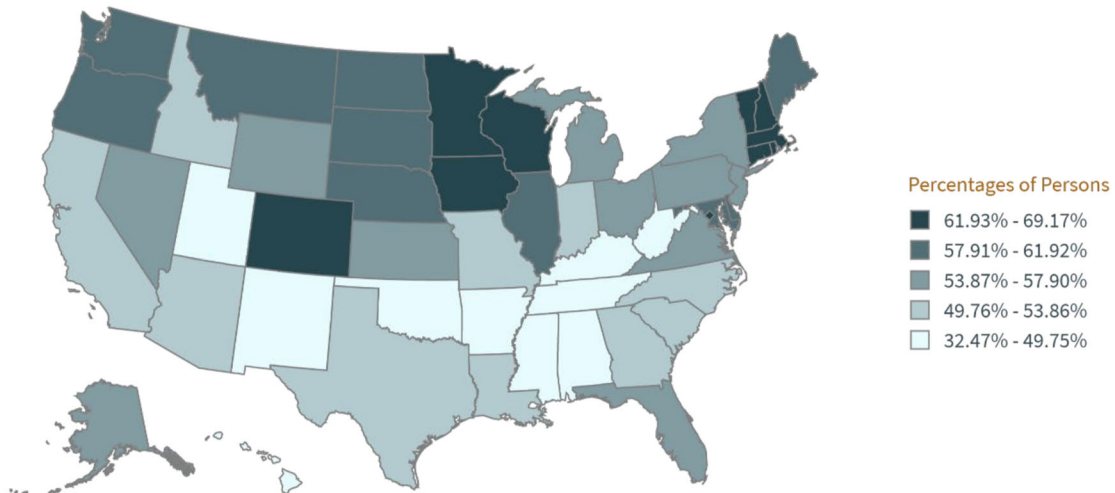 Percentages of Persons
61.93% - 69.17%
57.91% - 61.92%
53.87% - 57.90%
49.76% - 53.86%
32.47% - 49.75%